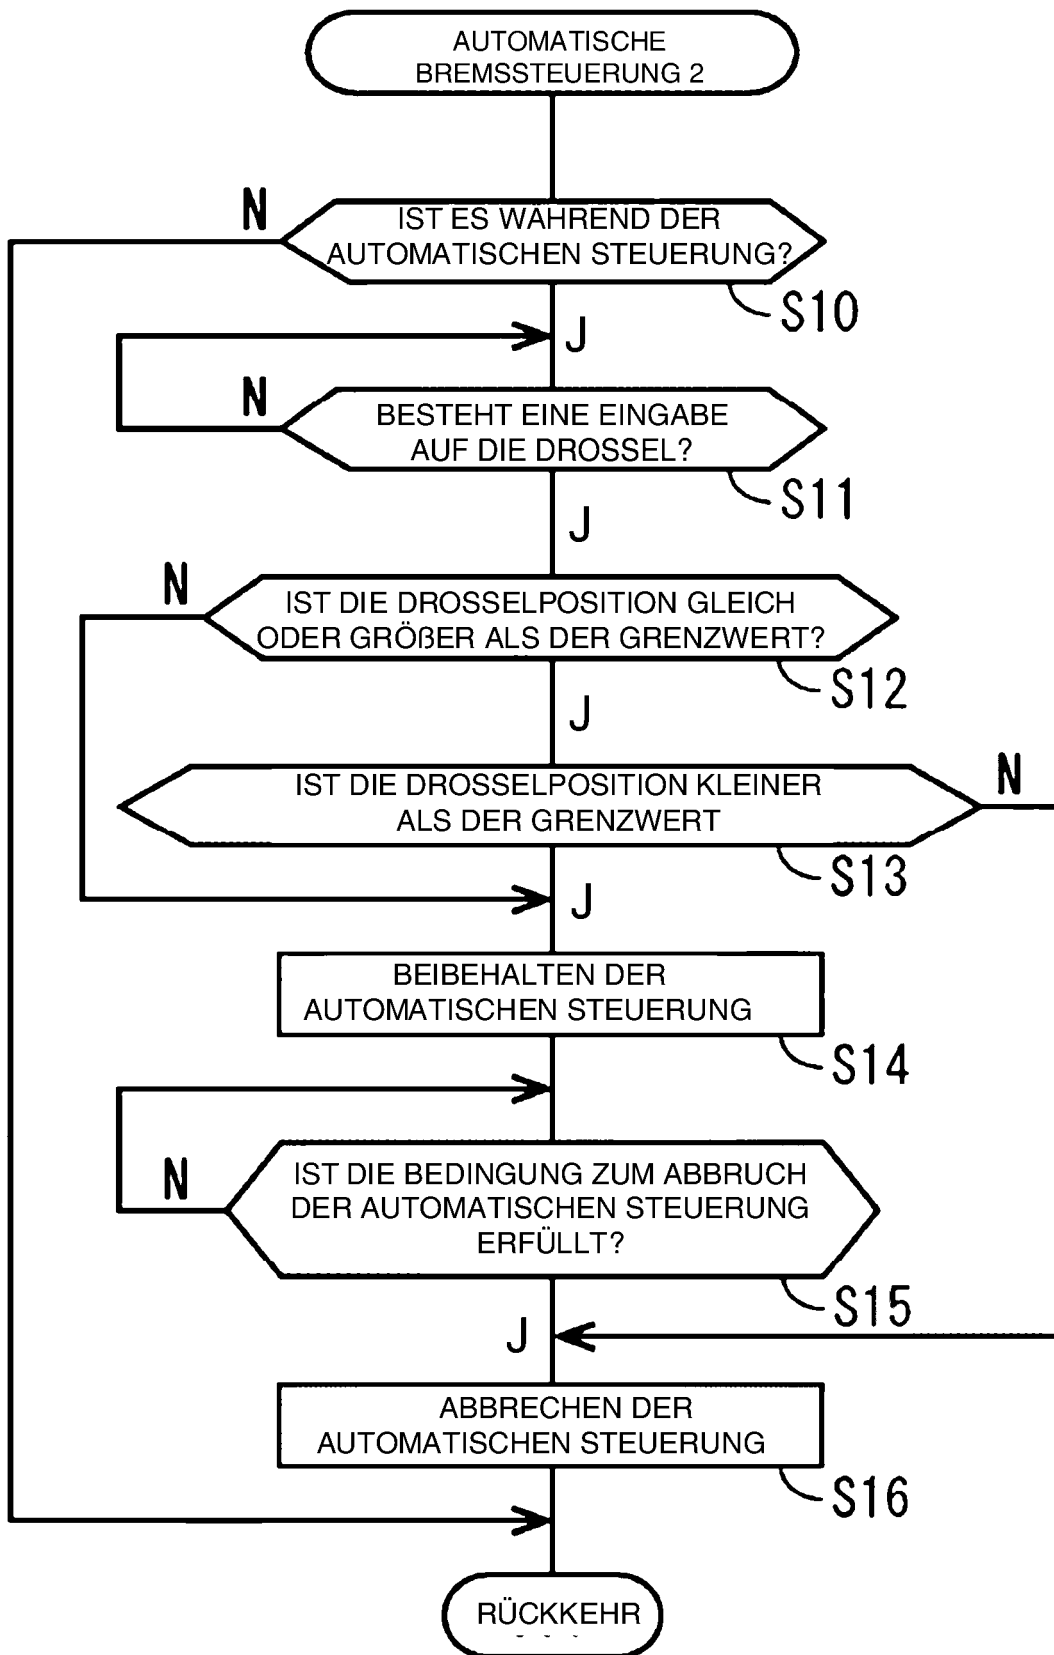 AUTOMATISCHE
BREMSSTEUERUNG 2
N
IST ES WÄHREND DER
AUTOMATISCHEN STEUERUNG?
S10
J
N
BESTEHT EINE EINGABE
AUF DIE DROSSEL?
S11
J
N
IST DIE DROSSELPOSITION GLEICH
ODER GRÖßER ALS DER GRENZWERT?
S12
J
IST DIE DROSSELPOSITION KLEINER
ALS DER GRENZWERT
N
S13
J
BEIBEHALTEN DER
AUTOMATISCHEN STEUERUNG
S14
N
IST DIE BEDINGUNG ZUM ABBRUCH
DER AUTOMATISCHEN STEUERUNG
ERFÜLLT?
S15
J
ABBRECHEN DER
AUTOMATISCHEN STEUERUNG
S16
RÜCKKEHR